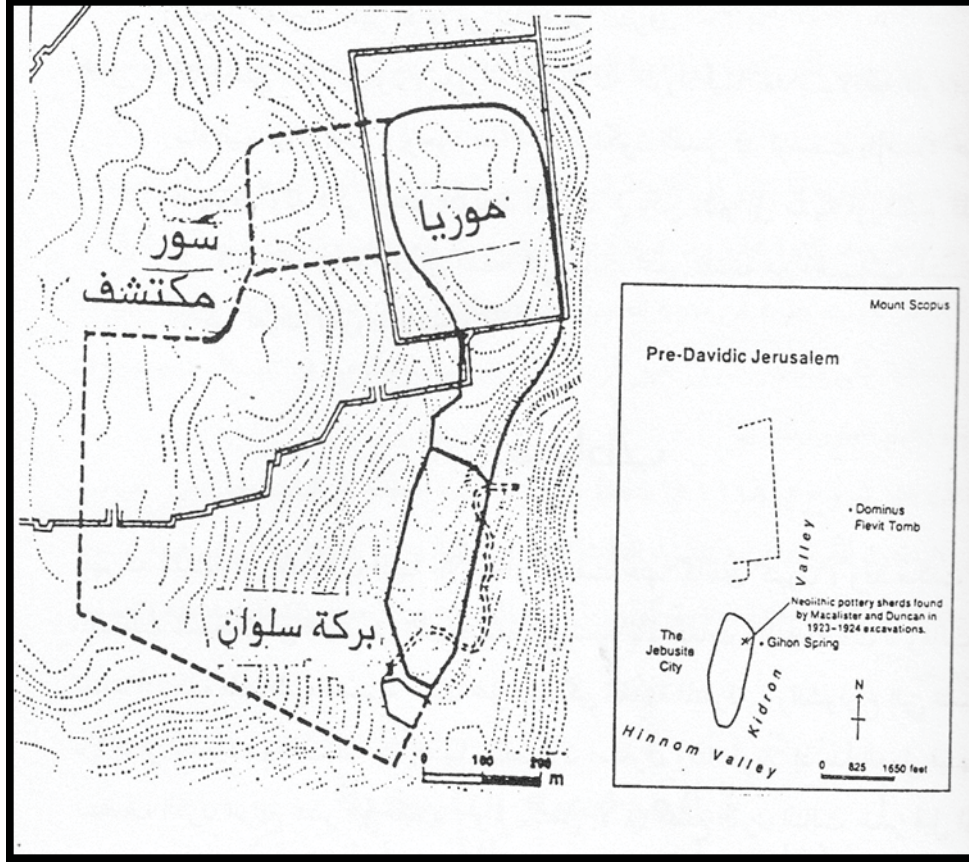 موريا
سور
مكتشف
بركة سلوان
0 100 200
m
Mount Scopus
Pre-Davidic Jerusalem
Dominus
Flevit Tomb
Valley
Neolithic pottery sherds found
by Macalister and Duncan in
1923-1924 excavations.
The
Jebusite
City
Gihon Spring
Kidron
N
Hinnom Valley
0 825 1650 feet